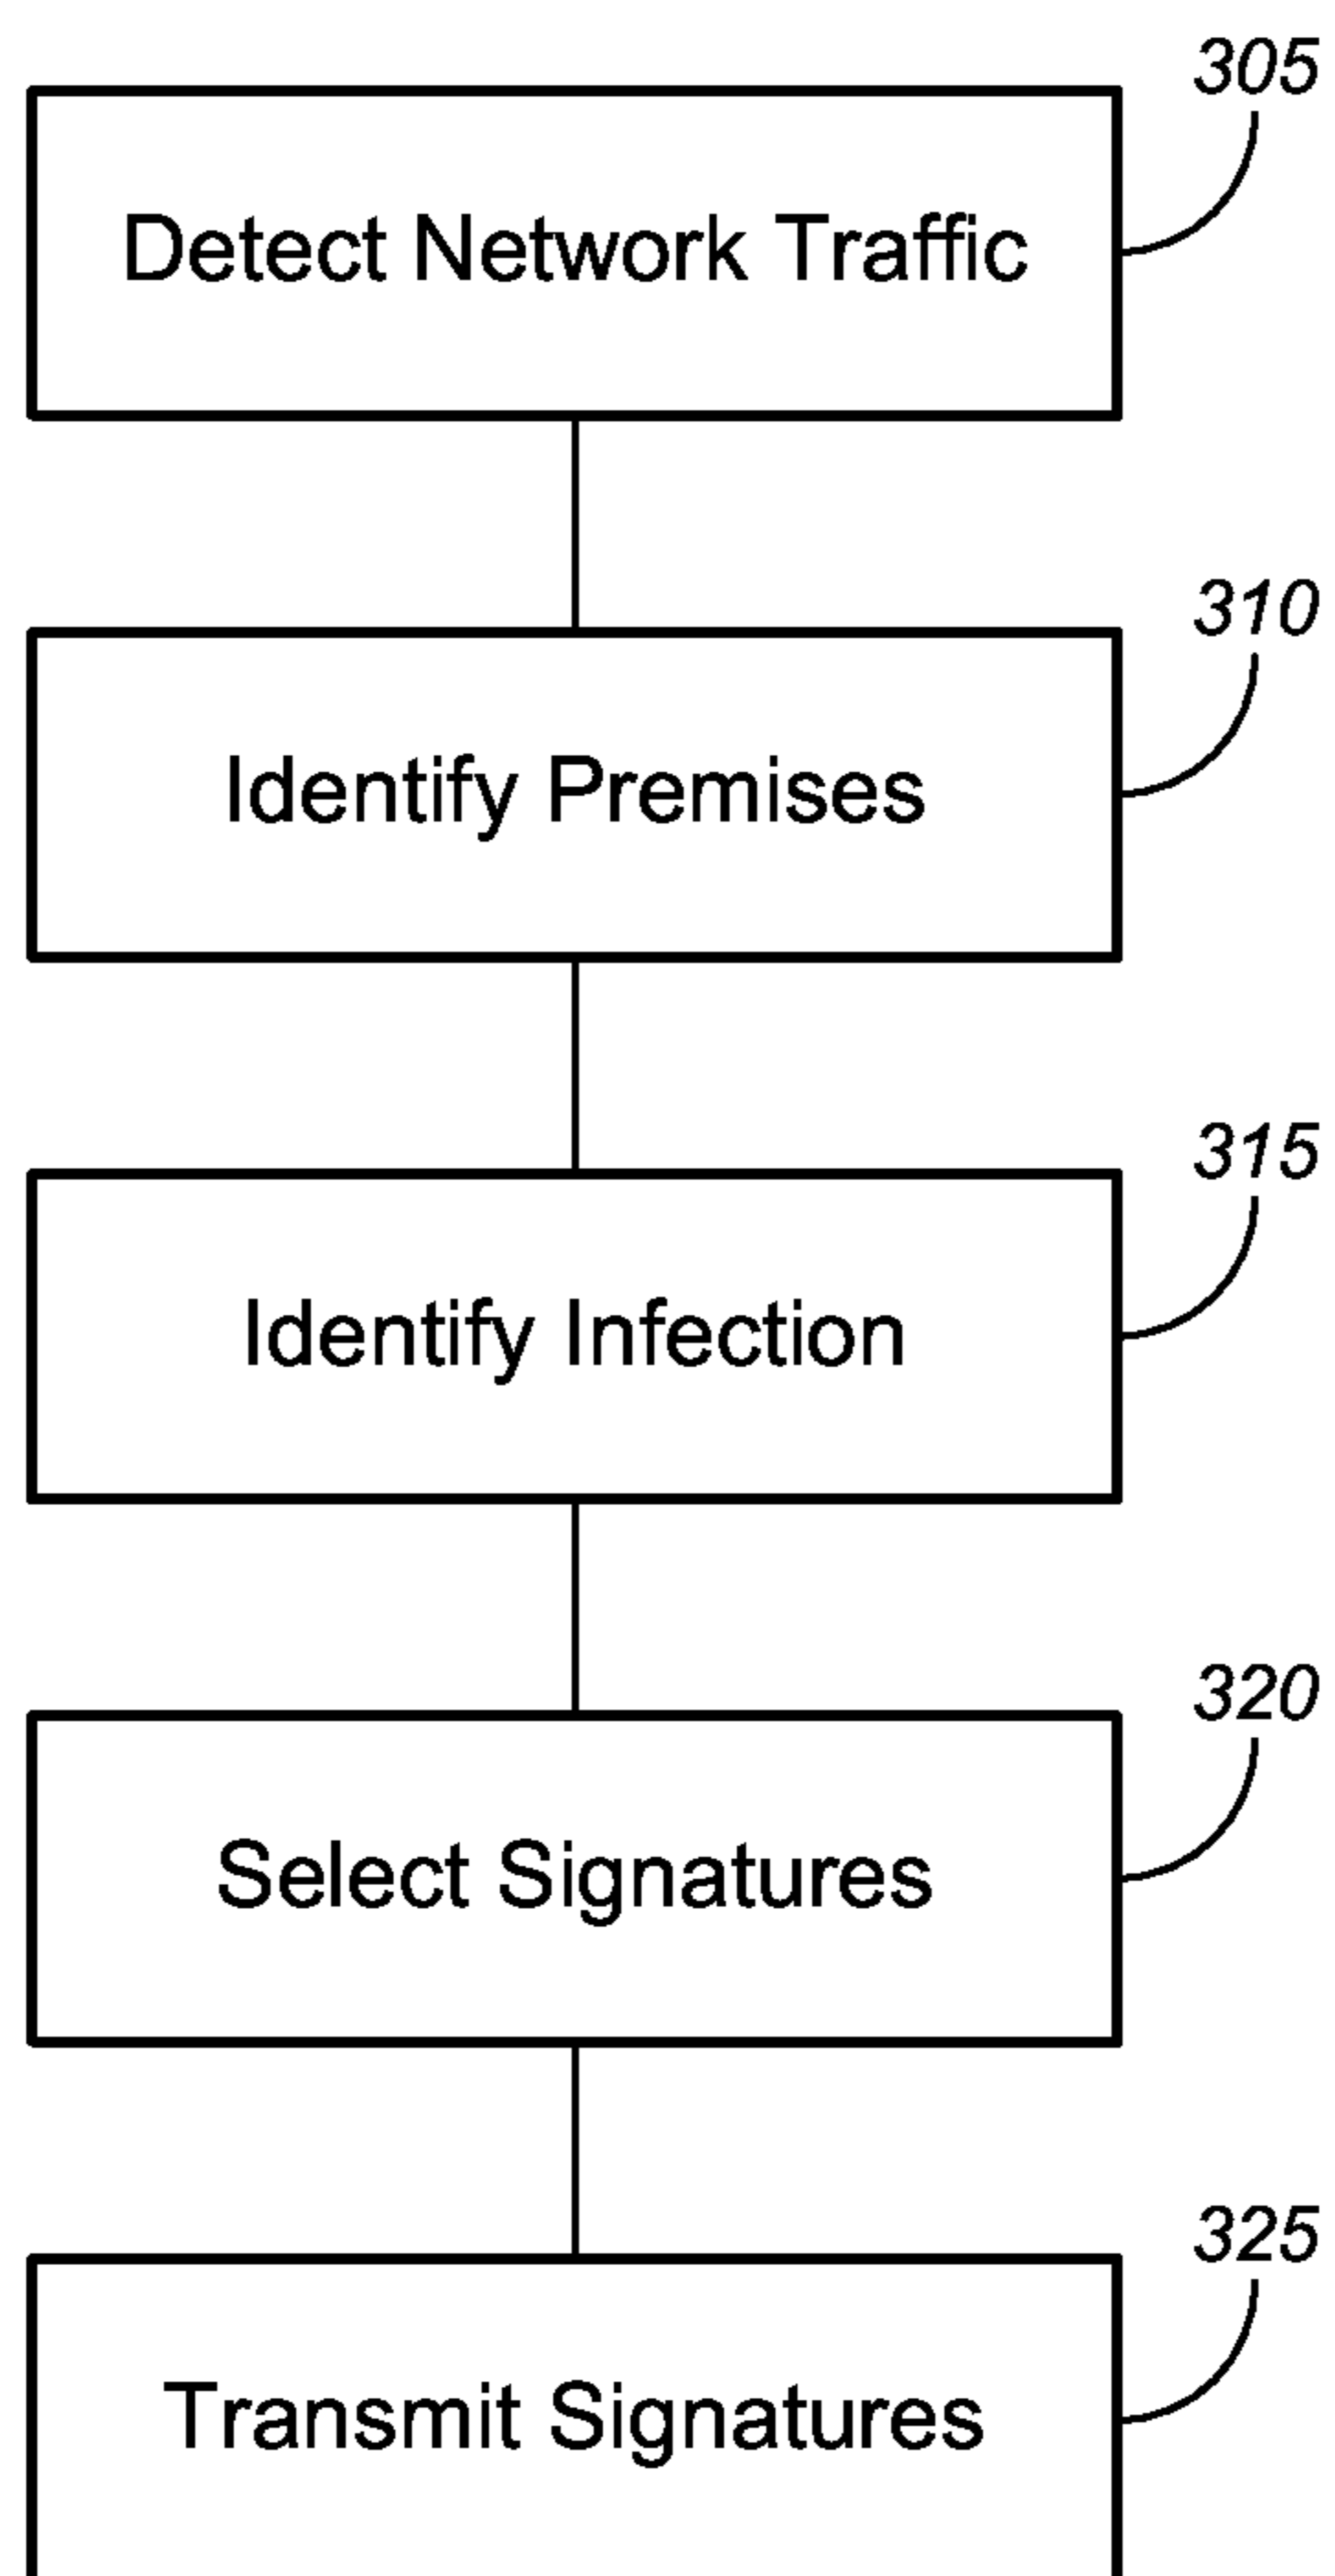 305
Detect Network Traffic
310
Identify Premises
315
Identify Infection
320
Select Signatures
325
Transmit Signatures